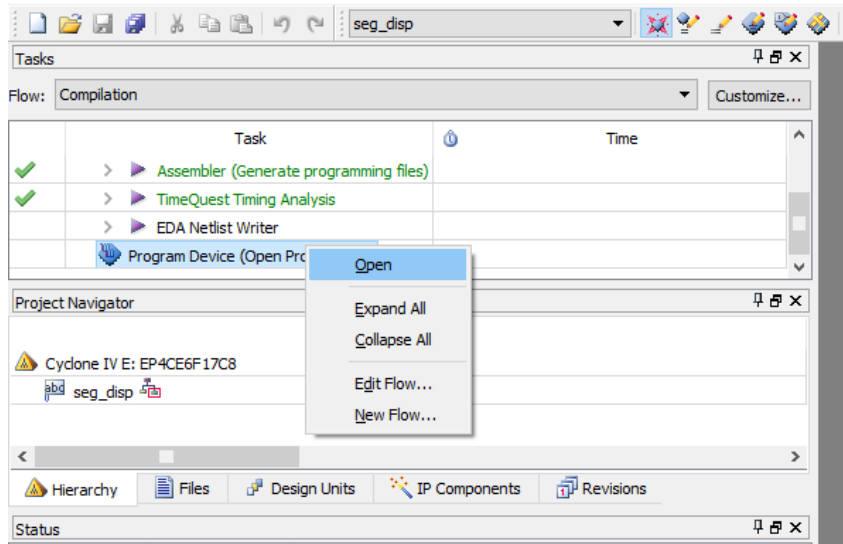 seg_disp
Tasks
Flow: Compilation Customize...
Task Time
Assembler (Generate programming files)
TimeQuest Timing Analysis
EDA Netlist Writer
Program Device (Open Pro
Open
Expand All
Collapse All
Edit Flow...
New Flow...
Project Navigator
Cyclone IV E: EP4CE6F17C8
abd seg_disp
Hierarchy Files Design Units IP Components Revisions
Status